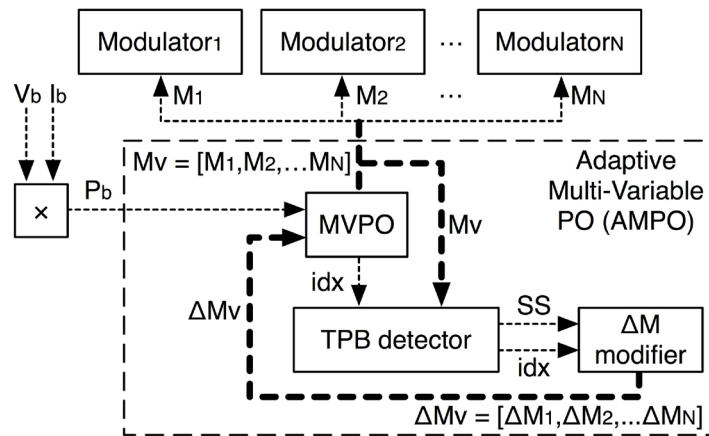 Modulator1
Modulator2
...
ModulatorN
Vb Ib
M1
M2
...
MN
Mv = [M1,M2,...MN]
Adaptive
Multi-Variable
PO (AMPO)
×
Pb
MVPO
Mv
idx
ΔMv
TPB detector
SS
idx
ΔM
modifier
ΔMv = [ΔM1,ΔM2,...ΔMN]